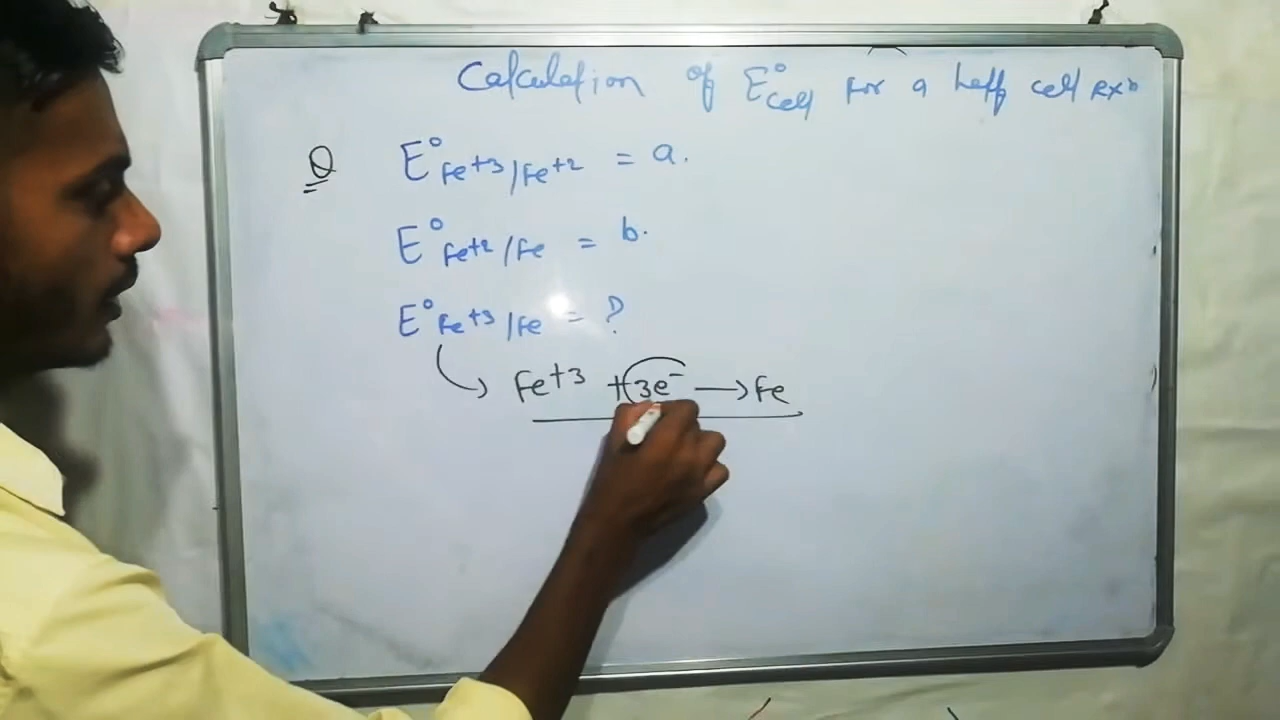 Calculation of E°cell for a half cell rxn
Q E°Fe+3/Fe+2 = a.
E°Fe+2/Fe = b.
E°Fe+3/Fe = ?
Fe+3 + 3e- → Fe